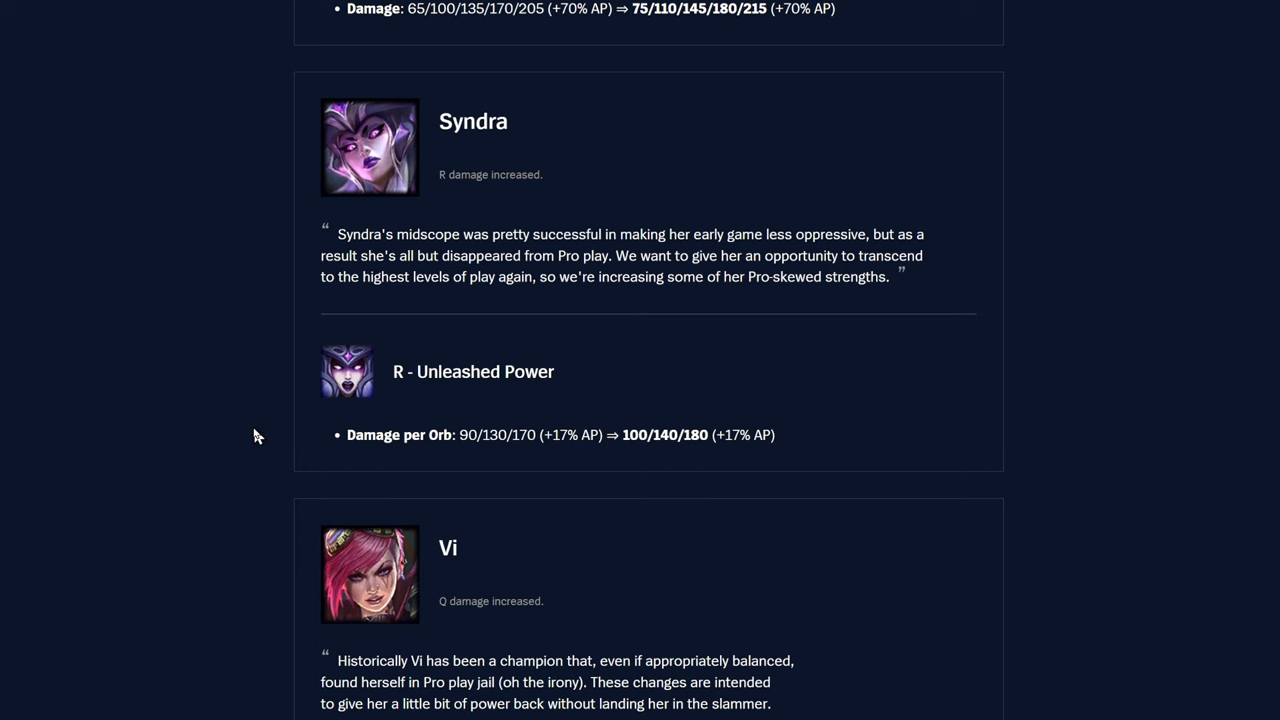 • Damage: 65/100/135/170/205 (+70% AP) ⇒ 75/110/145/180/215 (+70% AP)
Syndra
R damage increased.
“ Syndra's midscope was pretty successful in making her early game less oppressive, but as a
result she's all but disappeared from Pro play. We want to give her an opportunity to transcend
to the highest levels of play again, so we're increasing some of her Pro-skewed strengths. ”
R - Unleashed Power
• Damage per Orb: 90/130/170 (+17% AP) ⇒ 100/140/180 (+17% AP)
Vi
Q damage increased.
“ Historically Vi has been a champion that, even if appropriately balanced,
found herself in Pro play jail (oh the irony). These changes are intended
to give her a little bit of power back without landing her in the slammer.